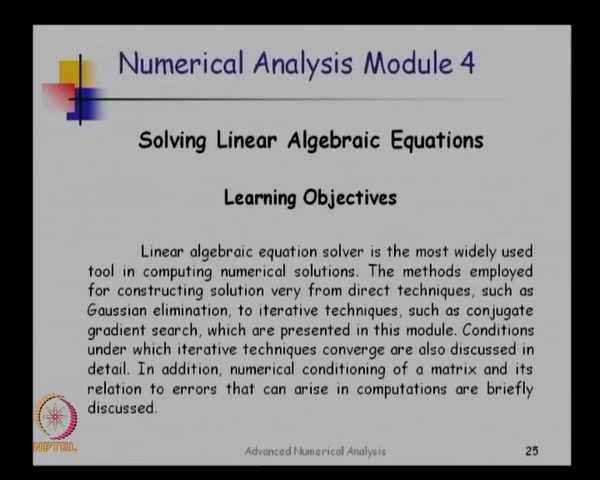 Numerical Analysis Module 4
Solving Linear Algebraic Equations
Learning Objectives
Linear algebraic equation solver is the most widely used
tool in computing numerical solutions. The methods employed
for constructing solution very from direct techniques, such as
Gaussian elimination, to iterative techniques, such as conjugate
gradient search, which are presented in this module. Conditions
under which iterative techniques converge are also discussed in
detail. In addition, numerical conditioning of a matrix and its
relation to errors that can arise in computations are briefly
discussed.
NPTEL
Advanced Numerical Analysis
25